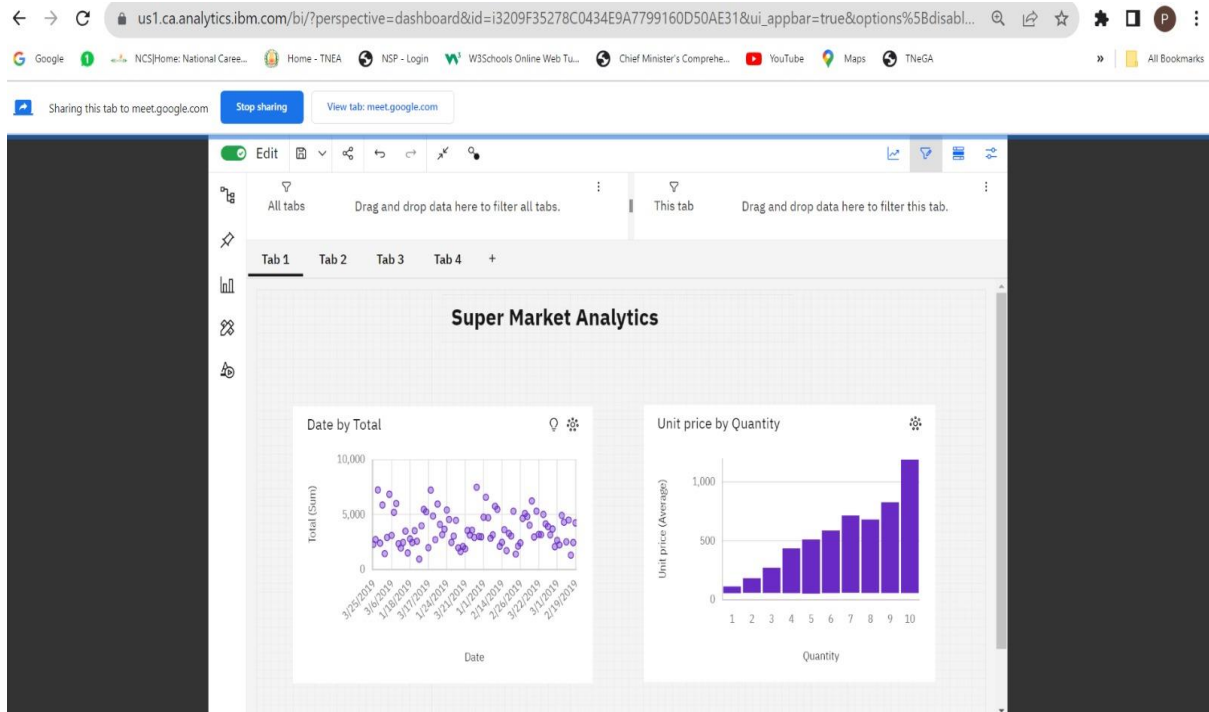 us1.ca.analytics.ibm.com/bi/?perspective=dashboard&id=i3209F35278C0434E9A7799160D50AE31&ui_appbar=true&options%5Bdisabl...
P
Google
NCS|Home: National Caree...
Home - TNEA
NSP - Login
W3Schools Online Web Tu...
Chief Minister's Comprehe...
YouTube
Maps
TNeGA
»
All Bookmarks
Sharing this tab to meet.google.com
Stop sharing
View tab: meet.google.com
Edit
All tabs
Drag and drop data here to filter all tabs.
This tab
Drag and drop data here to filter this tab.
Tab 1 Tab 2 Tab 3 Tab 4 +
Super Market Analytics
Date by Total
10,000
5,000
0
Total (Sum)
3/25/2019
3/6/2019
1/18/2019
3/17/2019
1/24/2019
3/21/2019
1/1/2019
2/14/2019
2/26/2019
3/22/2019
3/1/2019
2/19/2019
Date
Unit price by Quantity
1,000
500
0
Unit price (Average)
1 2 3 4 5 6 7 8 9 10
Quantity